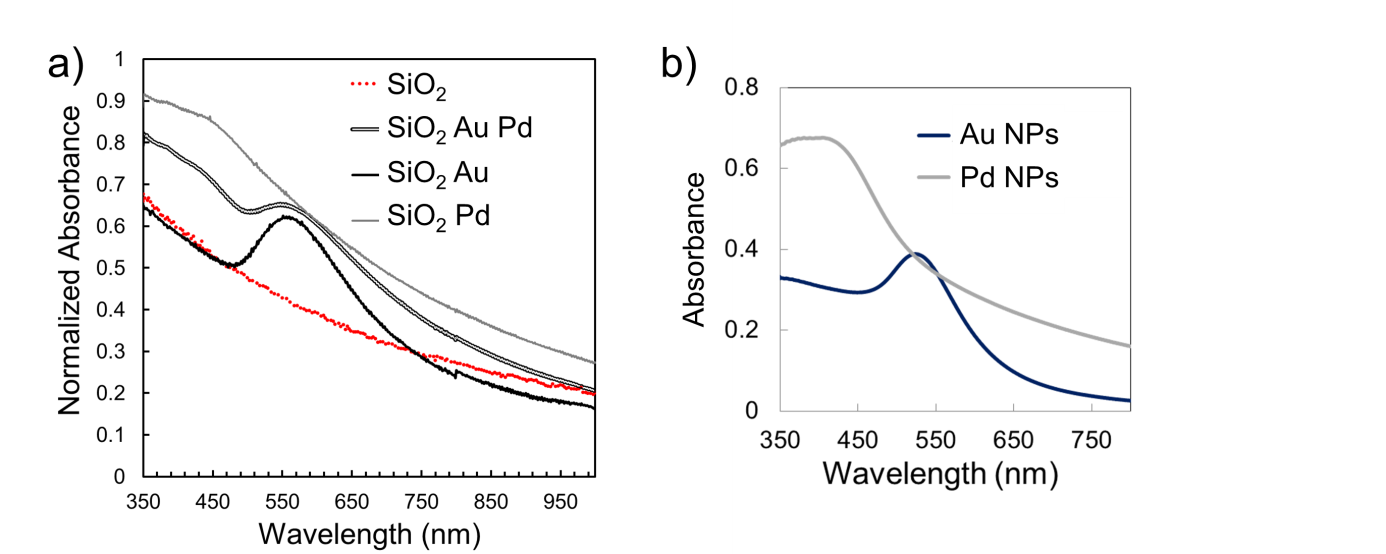 a)
Normalized Absorbance
1
0.9
0.8
0.7
0.6
0.5
0.4
0.3
0.2
0.1
0
350 450 550 650 750 850 950
Wavelength (nm)
SiO₂
SiO₂ Au Pd
SiO₂ Au
SiO₂ Pd
b)
Absorbance
0.8
0.6
0.4
0.2
0
350 450 550 650 750
Wavelength (nm)
Au NPs
Pd NPs